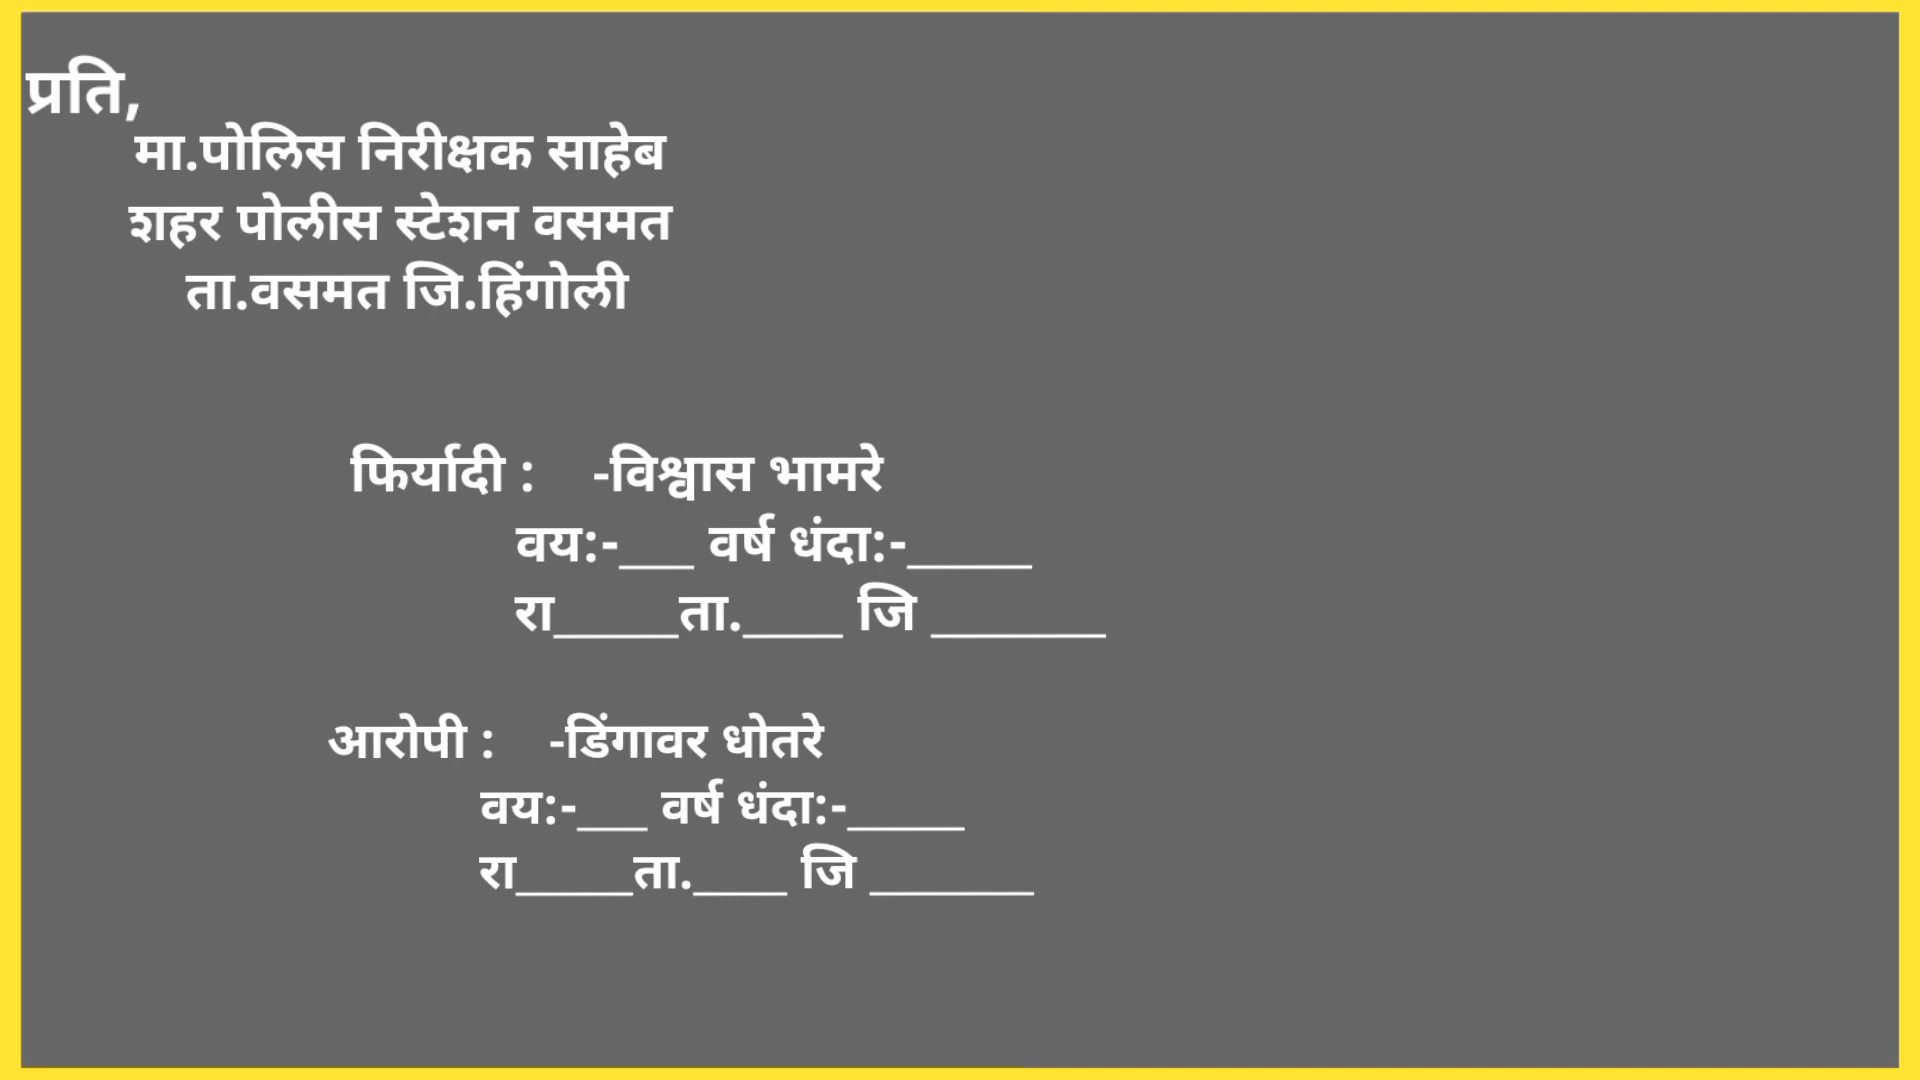 प्रति,
मा.पोलिस निरीक्षक साहेब
शहर पोलीस स्टेशन वसमत
ता.वसमत जि.हिंगोली
फिर्यादी : -विश्वास भामरे
वय:-___ वर्ष धंदा:-_____
रा_____ता.____ जि _______
आरोपी : -डिंगावर धोतरे
वय:-___ वर्ष धंदा:-_____
रा_____ता.____ जि _______